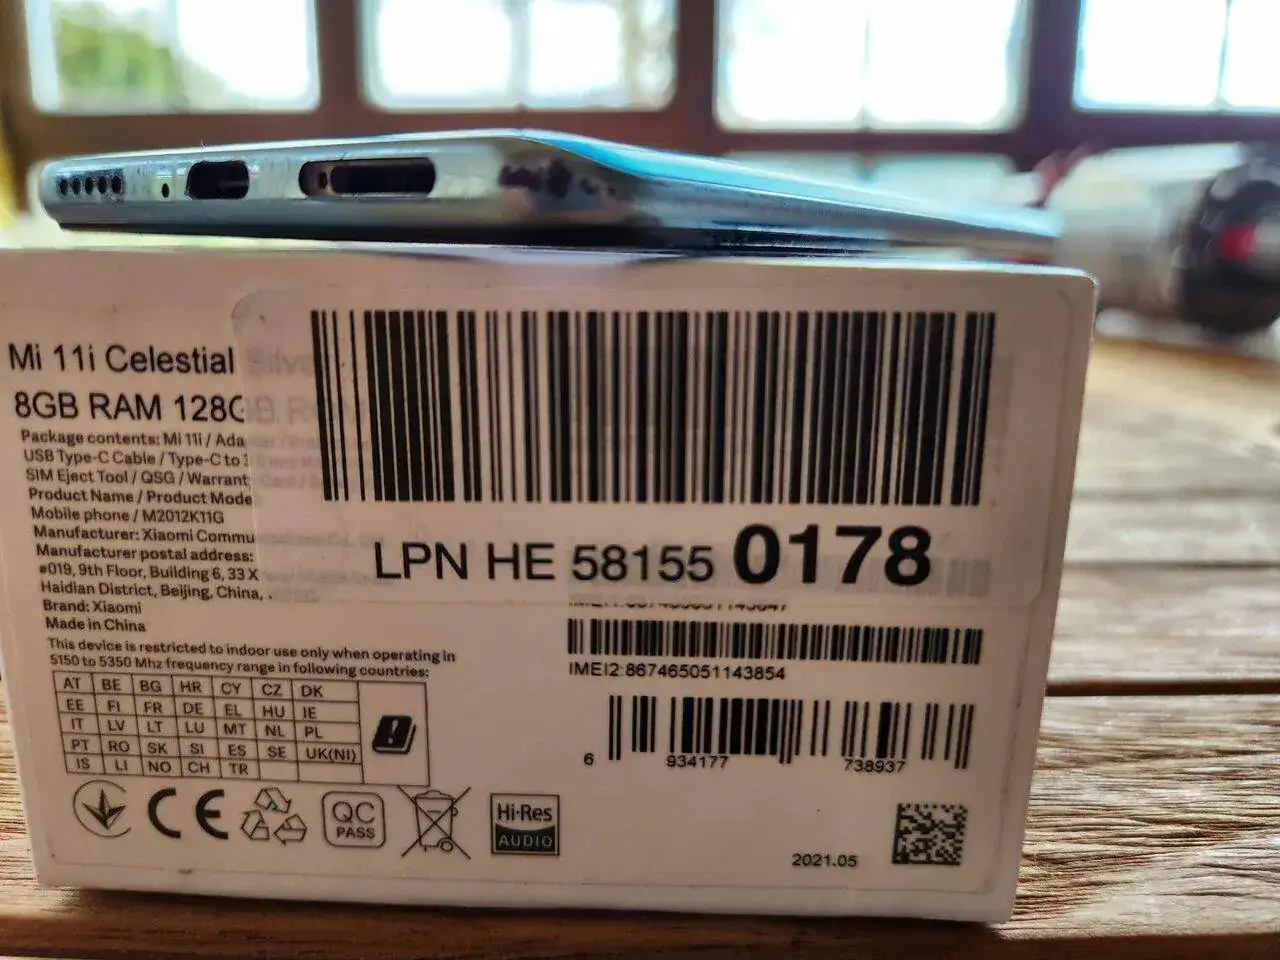 Mi 11i Celestial Silver
8GB RAM 128GB R
Package contents: Mi 11i / Ada
USB Type-C Cable / Type-C to
SIM Eject Tool / QSG / Warrant
Product Name / Product Mode
Mobile phone / M2012K11G
Manufacturer: Xiaomi Commu
Manufacturer postal address:
#019, 9th Floor, Building 6, 33 X
Haidian District, Beijing, China,
Brand: Xiaomi
Made in China
LPN HE 58155 0178
IMEI2:867465051143854
This device is restricted to indoor use only when operating in
5150 to 5350 Mhz frequency range in following countries:
AT BE BG HR CY CZ DK
EE FI FR DE EL HU IE
IT LV LT LU MT NL PL
PT RO SK SI ES SE UK(NI)
IS LI NO CH TR
6 934177 738937
CE
QC
PASS
Hi-Res
AUDIO
2021.05